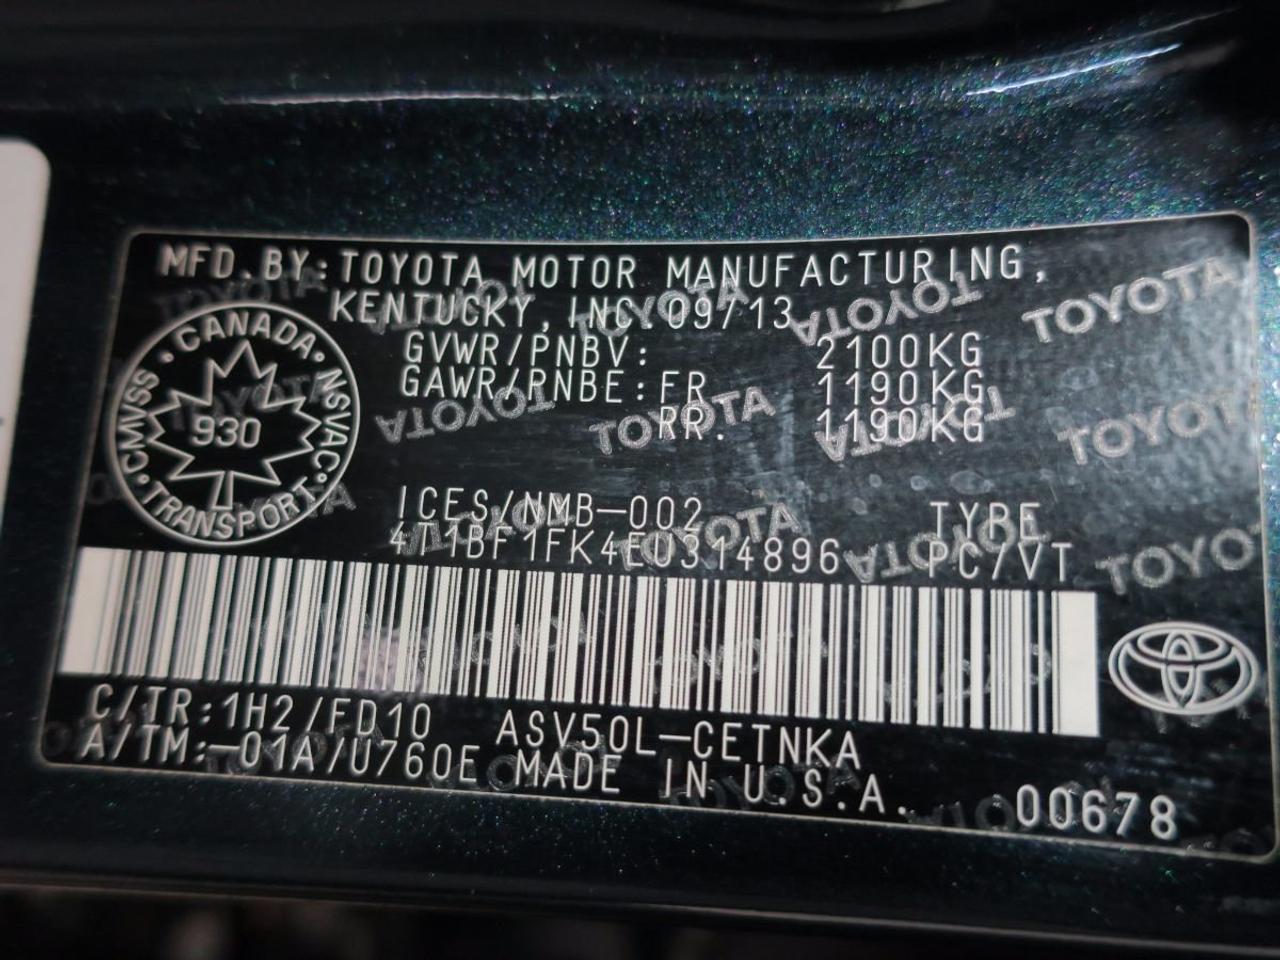 MFD.BY:TOYOTA MOTOR MANUFACTURING,
KENTUCKY, INC.09/13
GVWR/PNBV: 2100KG
GAWR/PNBE:FR. 1190KG
RR. 1190KG
CANADA
CMVSS 930 NSVAC
TRANSPORT
ICES/NMB-002 TYPE
4T1BF1FK4EU314896 PC/VT
C/TR:1H2/FD10 ASV50L-CETNKA
A/TM:-01A/U760E MADE IN U.S.A. 00678
TOYOTA